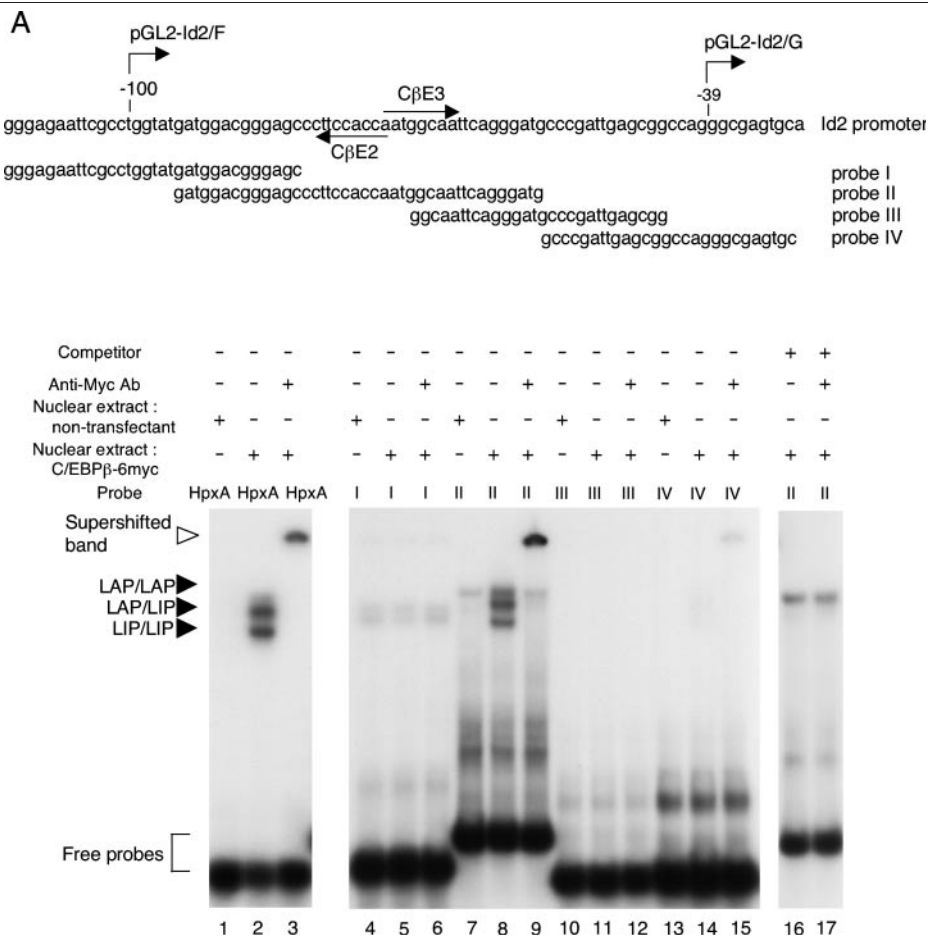 A
pGL2-Id2/F
pGL2-Id2/G
-100
CβE3
-39
gggagaattcgcctggtatgatggacgggagcccttccaccaatggcaattcagggatgcccgattgagcggccagggcgagtgca Id2 promoter
CβE2
gggagaattcgcctggtatgatggacgggagc probe I
gatggacgggagcccttccaccaatggcaattcagggatg probe II
ggcaattcagggatgcccgattgagcgg probe III
gcccgattgagcggccagggcgagtgc probe IV
Competitor - - - - - - - - - - - - - - - + +
Anti-Myc Ab - - + - - + - - + - - + - - + - +
Nuclear extract :
non-transfectant + - - + - - + - - + - - + - - - -
Nuclear extract :
C/EBPβ-6myc - + + - + + - + + - + + - + + + +
Probe HpxA HpxA HpxA I I I II II II III III III IV IV IV II II
Supershifted
band
LAP/LAP
LAP/LIP
LIP/LIP
Free probes
1 2 3 4 5 6 7 8 9 10 11 12 13 14 15 16 17